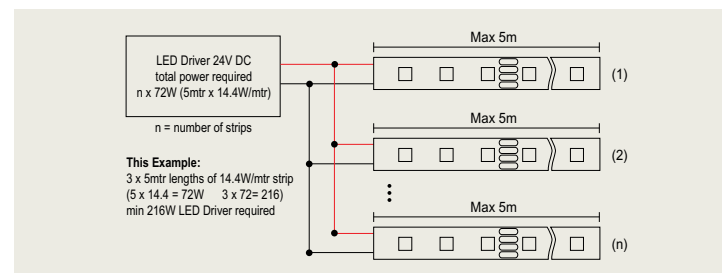 LED Driver 24V DC
total power required
n x 72W (5mtr x 14.4W/mtr)
n = number of strips
This Example:
3 x 5mtr lengths of 14.4W/mtr strip
(5 x 14.4 = 72W 3 x 72= 216)
min 216W LED Driver required
Max 5m
(1)
Max 5m
(2)
Max 5m
(n)